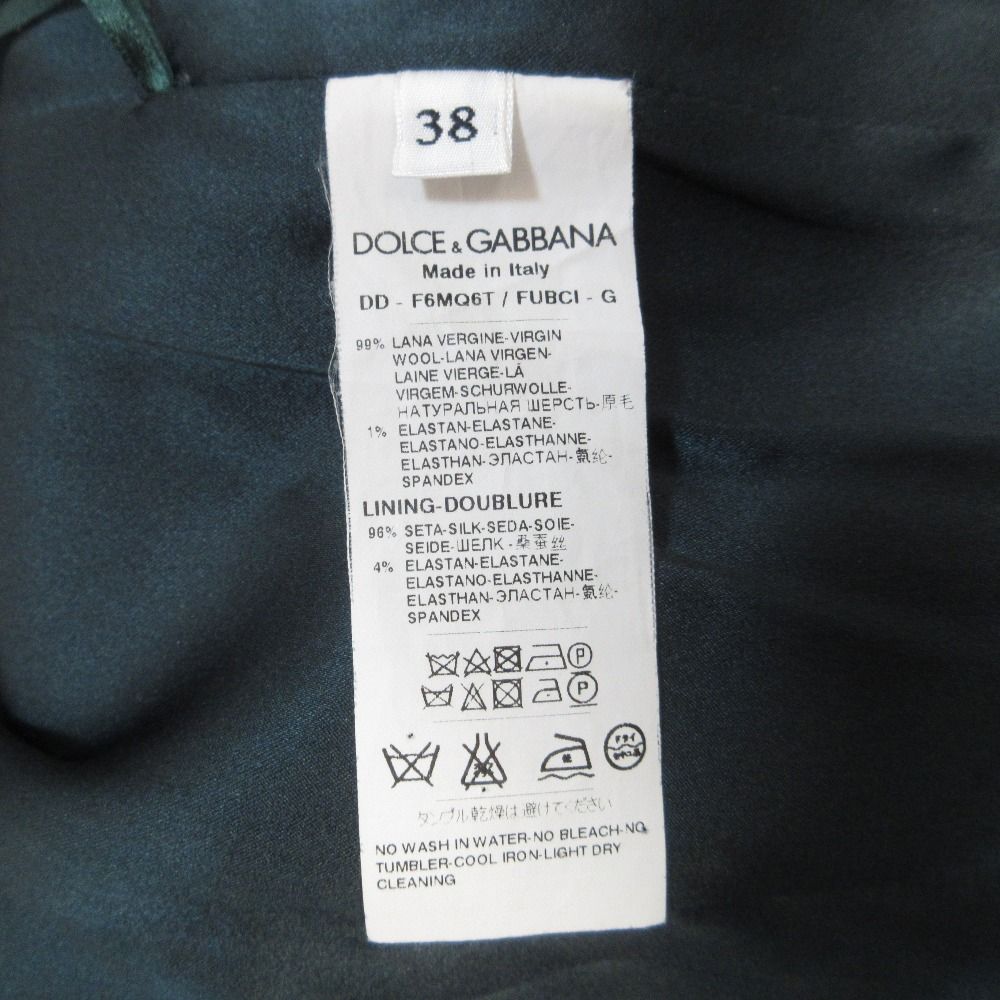 38
DOLCE & GABBANA
Made in Italy
DD - F6MQ6T / FUBCI - G
99% LANA VERGINE-VIRGIN
WOOL-LANA VIRGEN-
LAINE VIERGE-LÃ
VIRGEM-SCHURWOLLE-
НАТУРАЛЬНАЯ ШЕРСТЬ-原毛
1% ELASTAN-ELASTANE-
ELASTANO-ELASTHANNE-
ELASTHAN-ЭЛАСТАН-氨纶-
SPANDEX
LINING-DOUBLURE
96% SETA-SILK-SEDA-SOIE-
SEIDE-ШЕЛК-桑蚕丝
4% ELASTAN-ELASTANE-
ELASTANO-ELASTHANNE-
ELASTHAN-ЭЛАСТАН-氨纶-
SPANDEX
P
P
低
ドライ
タンブル乾燥は避けてください
NO WASH IN WATER-NO BLEACH-NO
TUMBLER-COOL IRON-LIGHT DRY
CLEANING